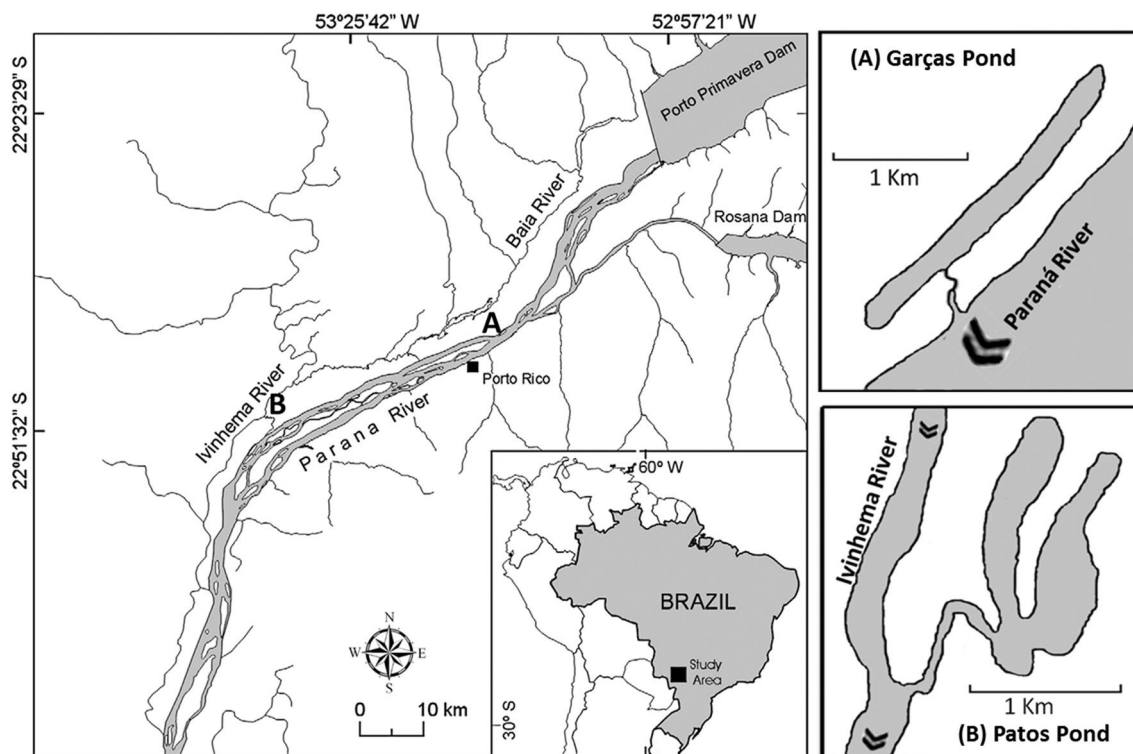 53º25'42" W
52º57'21" W
22º23'29" S
22º51'32" S
Porto Primavera Dam
Baia River
Rosana Dam
A
Porto Rico
Ivinhema River
B
Parana River
N
W
E
S
0
10 km
60º W
BRAZIL
Study
Area
30º S
(A) Garças Pond
1 Km
Paraná River
Ivinhema River
1 Km
(B) Patos Pond